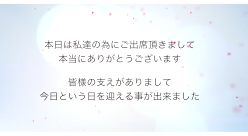 本日は私達の為にご出席頂きまして
本当にありがとうございます
皆様の支えがありまして
今日という日を迎える事が出来ました